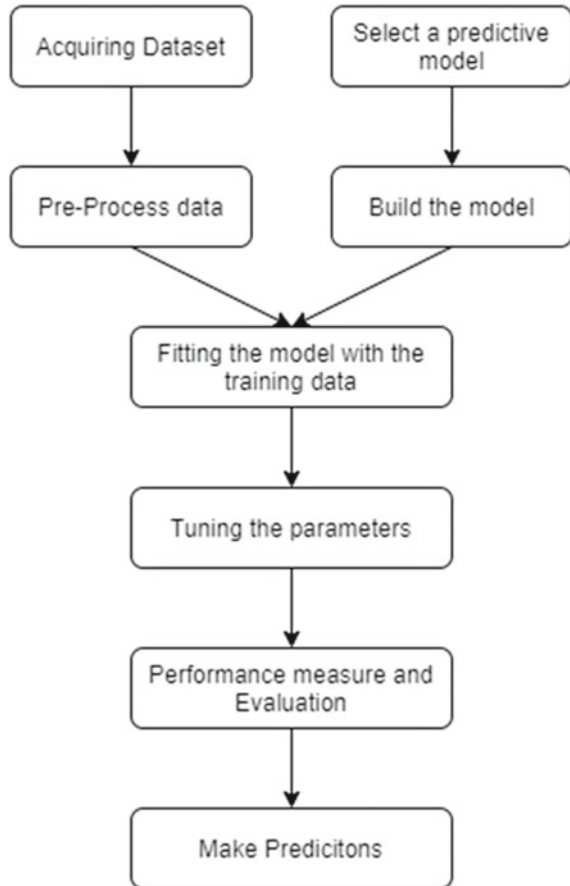 Acquiring Dataset
Select a predictive
model
Pre-Process data
Build the model
Fitting the model with the
training data
Tuning the parameters
Performance measure and
Evaluation
Make Predicitons